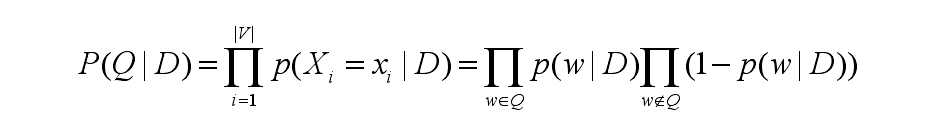 P(Q | D) = ∏_{i=1}^{|V|} p(X_i = x_i | D) = ∏_{w∈Q} p(w | D) ∏_{w∉Q} (1 − p(w | D))